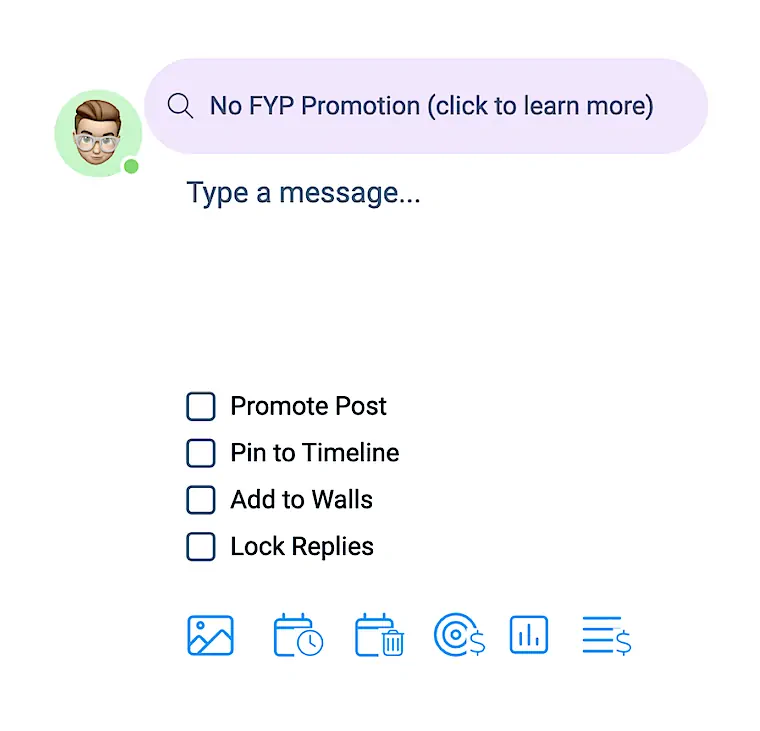 No FYP Promotion (click to learn more)
Type a message...
Promote Post
Pin to Timeline
Add to Walls
Lock Replies
$
$